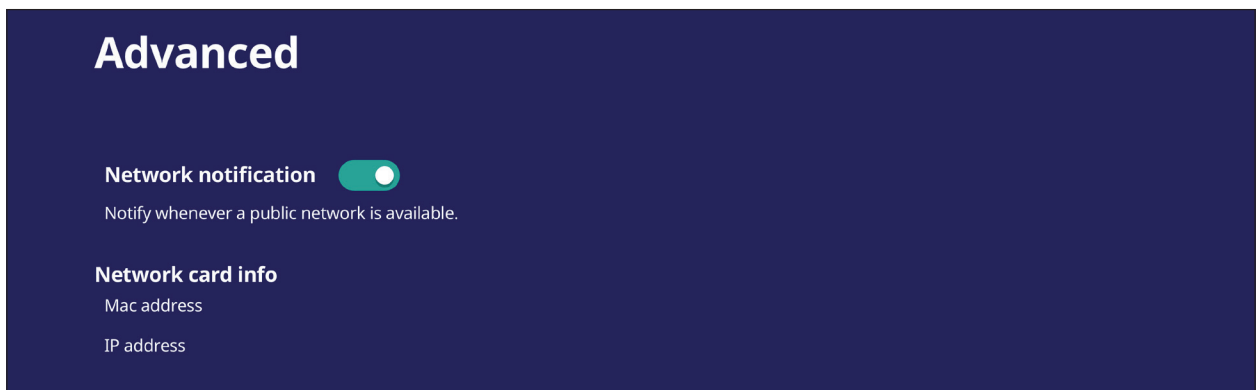 Advanced
Network notification
Notify whenever a public network is available.
Network card info
Mac address
IP address